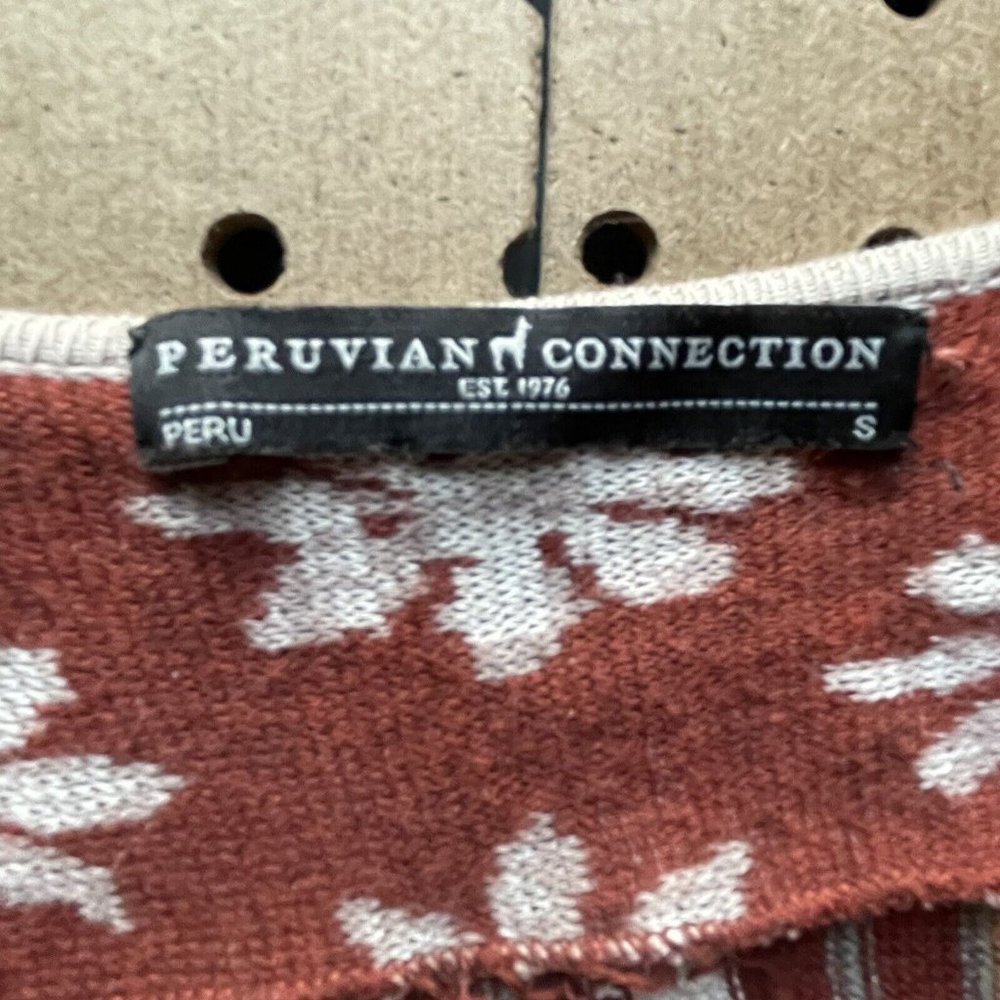 PERUVIAN CONNECTION
EST. 1976
PERU S